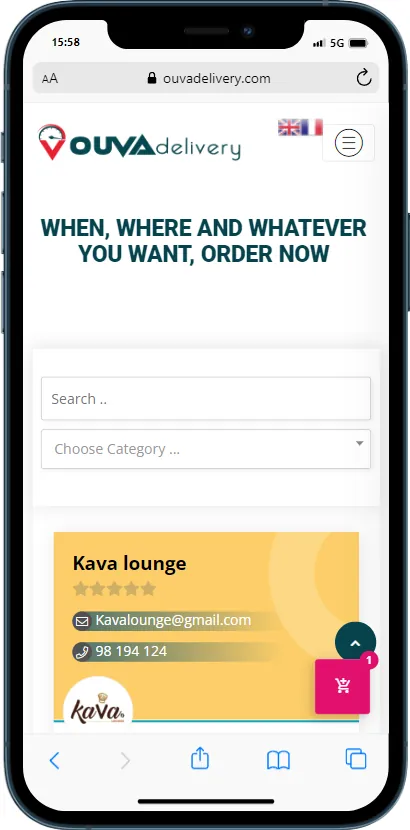 15:58
5G
AA
ouvadelivery.com
OUVAdelivery
WHEN, WHERE AND WHATEVER
YOU WANT, ORDER NOW
Search ..
Choose Category ...
Kava lounge
Kavalounge@gmail.com
98 194 124
1
kava